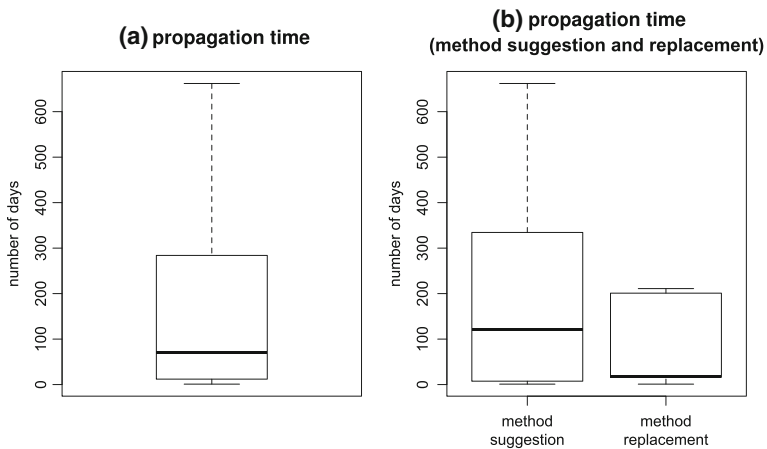 (a) propagation time
number of days
0
100
200
300
400
500
600
(b) propagation time
(method suggestion and replacement)
number of days
0
100
200
300
400
500
600
method
suggestion
method
replacement